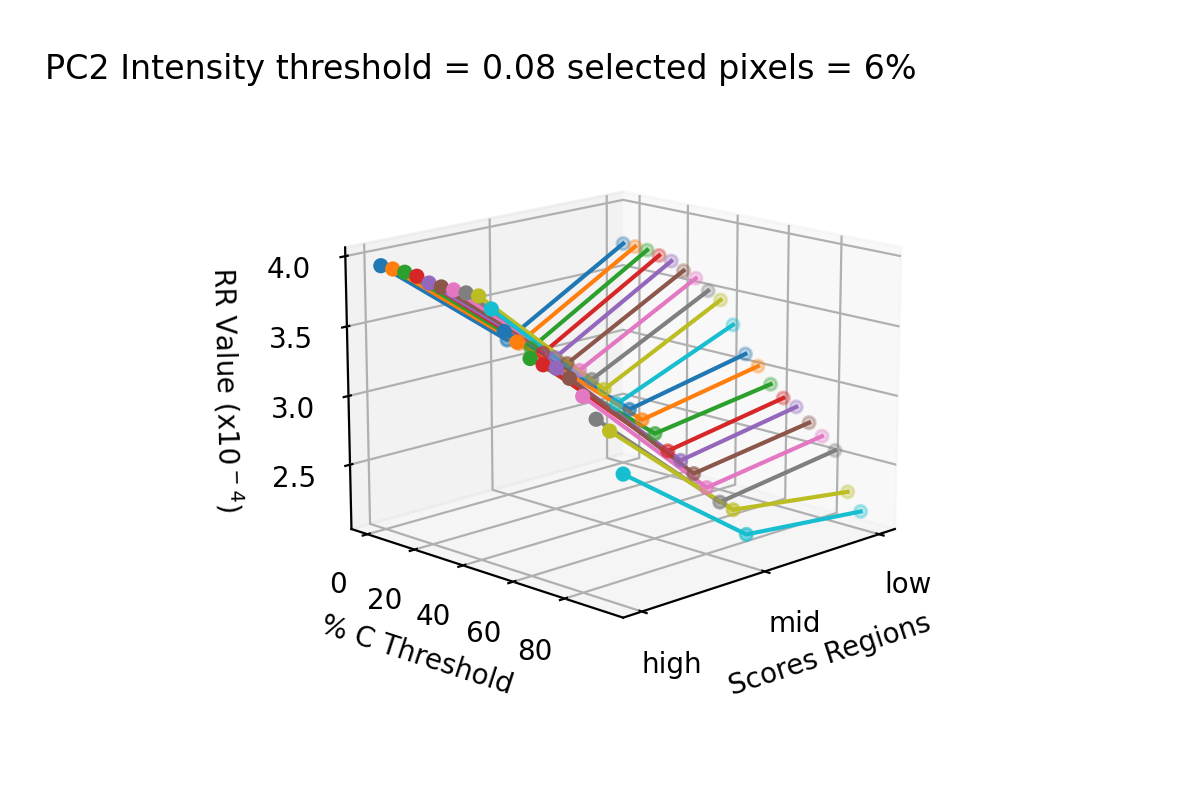 PC2 Intensity threshold = 0.08 selected pixels = 6%
4.0
3.5
3.0
2.5
RR Value (x10⁻⁴)
0
20
40
60
80
% C Threshold
high
mid
low
Scores Regions